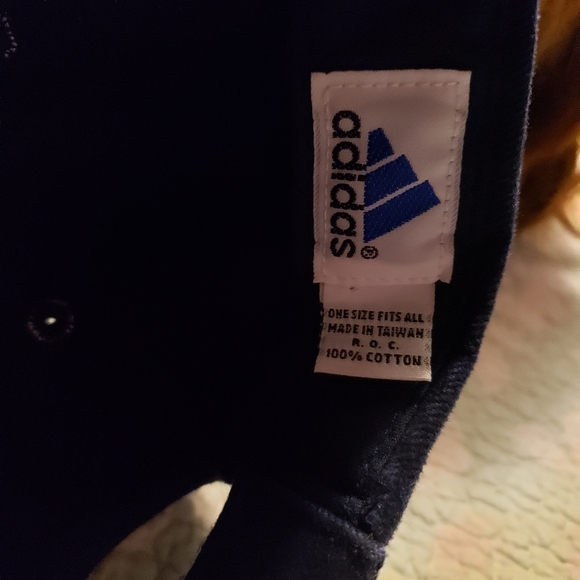 adidas®
ONE SIZE FITS ALL
MADE IN TAIWAN
R. O. C.
100% COTTON